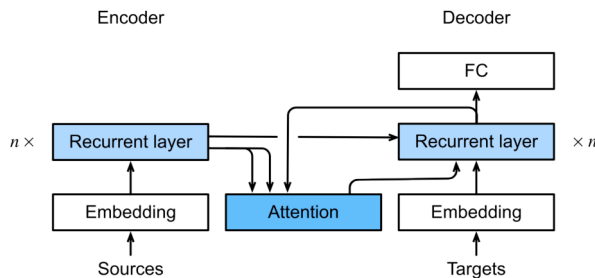 Encoder
Decoder
FC
n ×
Recurrent layer
Recurrent layer
× n
Embedding
Attention
Embedding
Sources
Targets